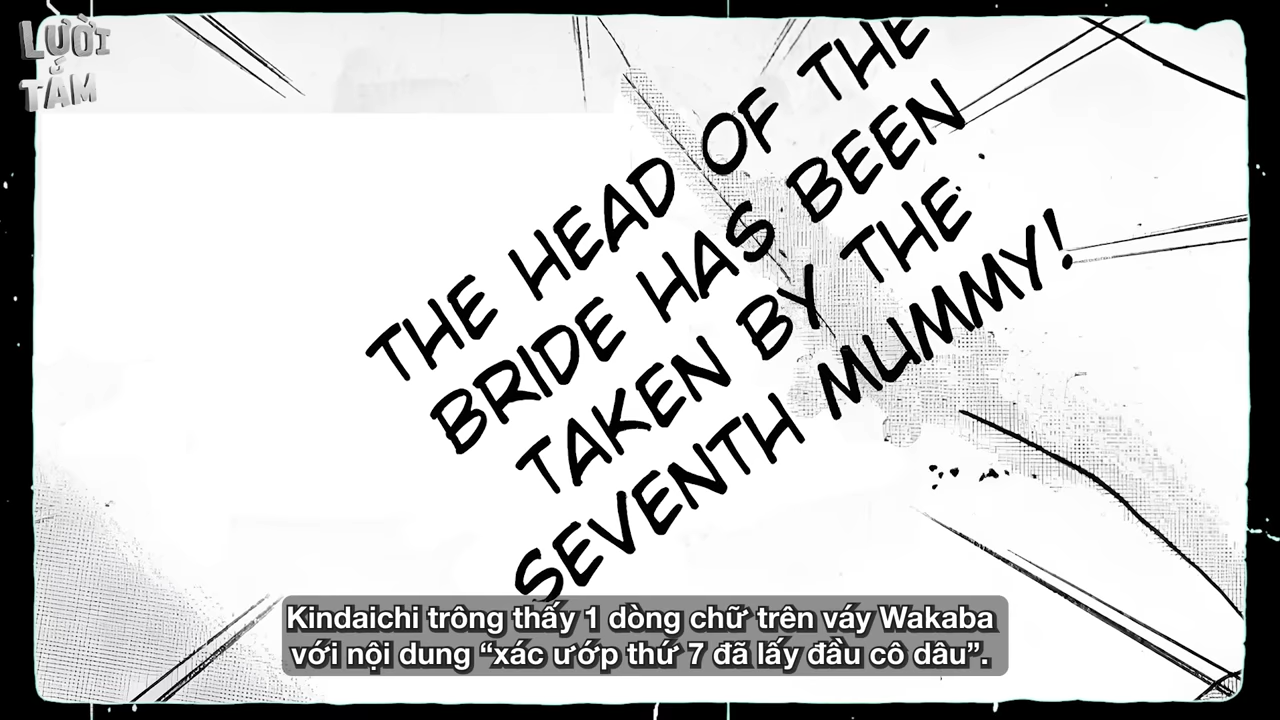 LƯỜI
TẮM
THE HEAD OF THE
BRIDE HAS BEEN
TAKEN BY THE
SEVENTH MUMMY!
Kindaichi trông thấy 1 dòng chữ trên váy Wakaba
với nội dung “xác ướp thứ 7 đã lấy đầu cô dâu”.